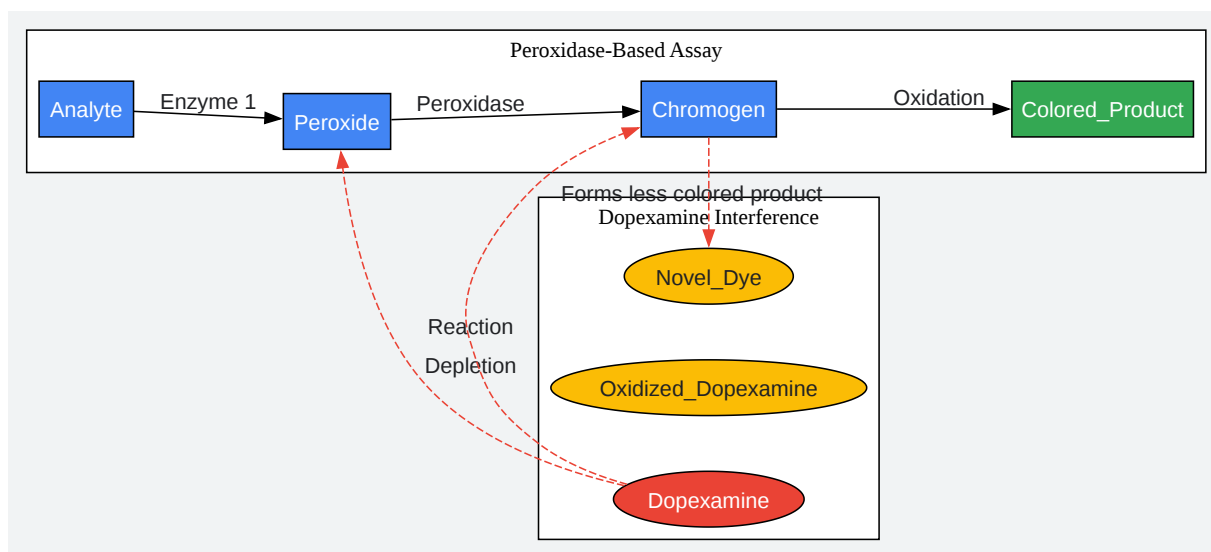 Peroxidase-Based Assay
Analyte
Enzyme 1
Peroxide
Peroxidase
Chromogen
Oxidation
Colored_Product
Forms less colored product
Dopexamine Interference
Novel_Dye
Reaction
Depletion
Oxidized_Dopexamine
Dopexamine